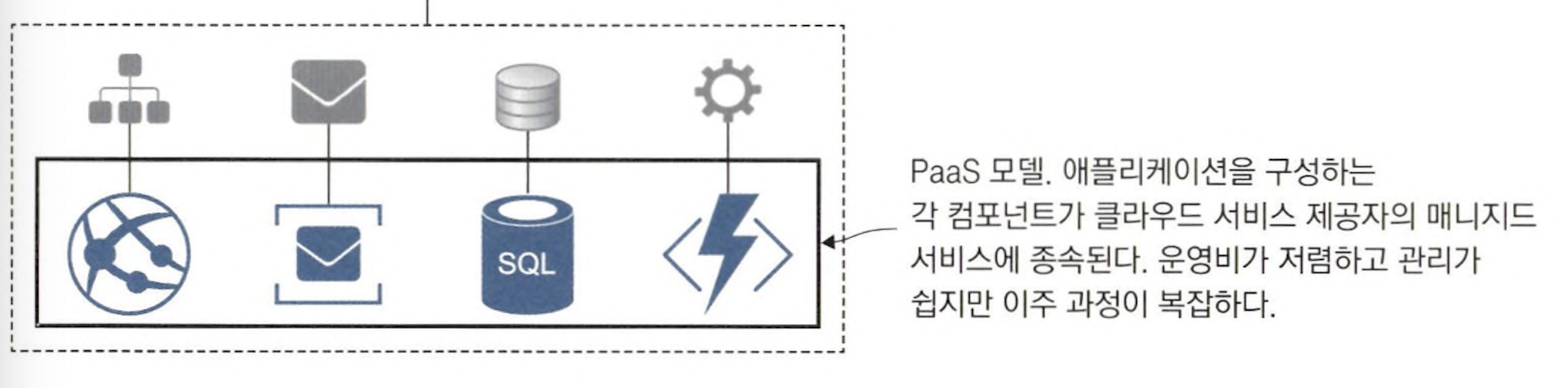 SQL
PaaS 모델. 애플리케이션을 구성하는
각 컴포넌트가 클라우드 서비스 제공자의 매니지드
서비스에 종속된다. 운영비가 저렴하고 관리가
쉽지만 이주 과정이 복잡하다.